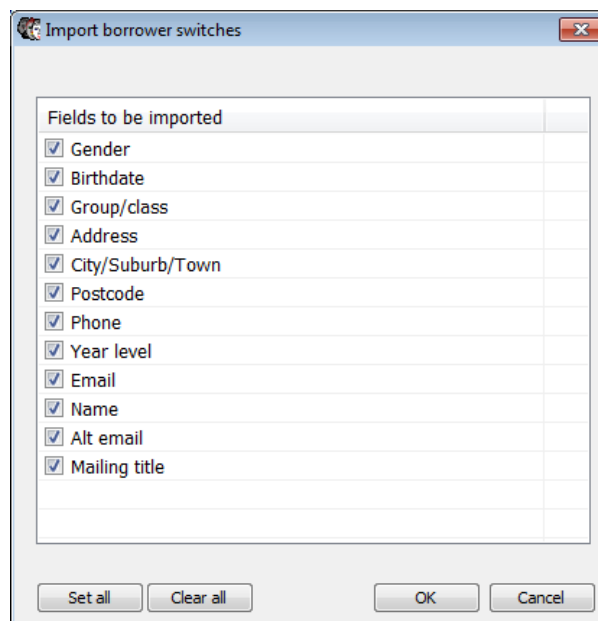 Import borrower switches
Fields to be imported
Gender
Birthdate
Group/class
Address
City/Suburb/Town
Postcode
Phone
Year level
Email
Name
Alt email
Mailing title
Set all Clear all OK Cancel